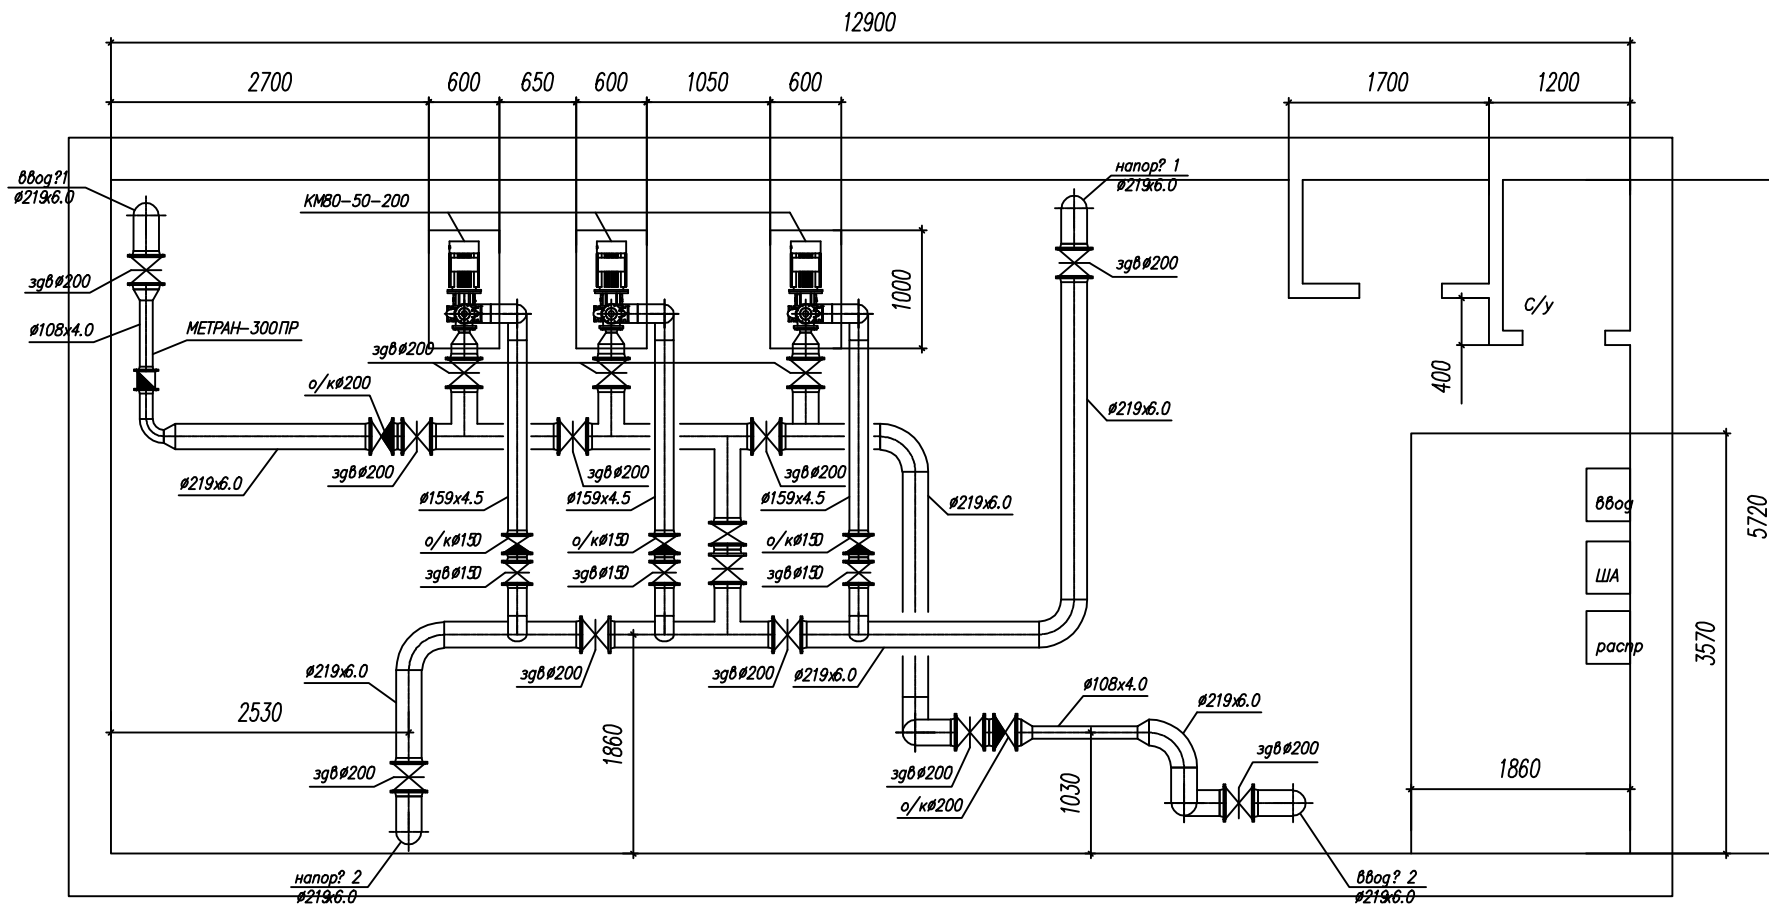 12900
2700
600
650
600
1050
600
1700
1200
ввод?1
ø219x6.0
КМ80-50-200
напор? 1
ø219x6.0
здвø200
здвø200
1000
С/у
ø108x4.0
МЕТРАН-300ПР
здвø200
400
о/кø200
ø219x6.0
здвø200
здвø200
здвø200
ø219x6.0
ø159x4.5
ø159x4.5
ø159x4.5
ø219x6.0
ввод
5720
о/кø150
о/кø150
о/кø150
здвø150
здвø150
здвø150
ША
распр
3570
ø219x6.0
здвø200
здвø200
ø219x6.0
ø108x4.0
ø219x6.0
2530
1860
здвø200
здвø200
здвø200
1860
1030
о/кø200
напор? 2
ø219x6.0
ввод? 2
ø219x6.0